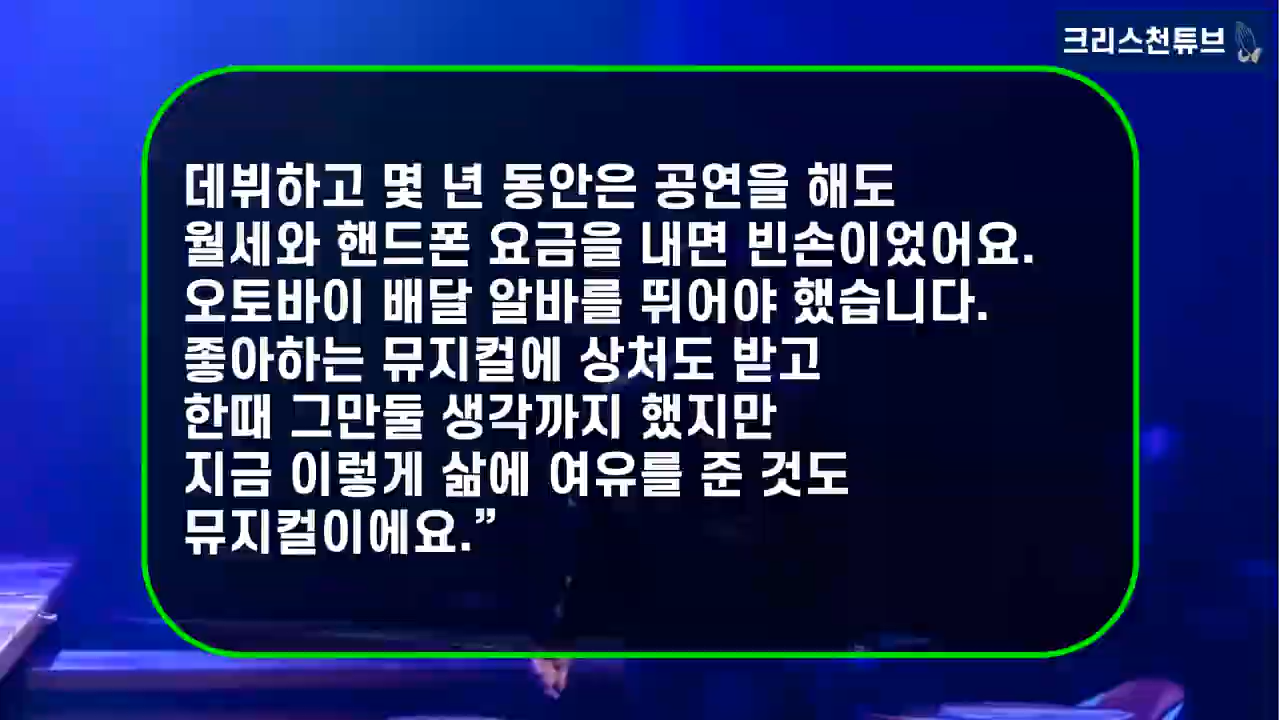 크리스천튜브
데뷔하고 몇 년 동안은 공연을 해도
월세와 핸드폰 요금을 내면 빈손이었어요.
오토바이 배달 알바를 뛰어야 했습니다.
좋아하는 뮤지컬에 상처도 받고
한때 그만둘 생각까지 했지만
지금 이렇게 삶에 여유를 준 것도
뮤지컬이에요.”